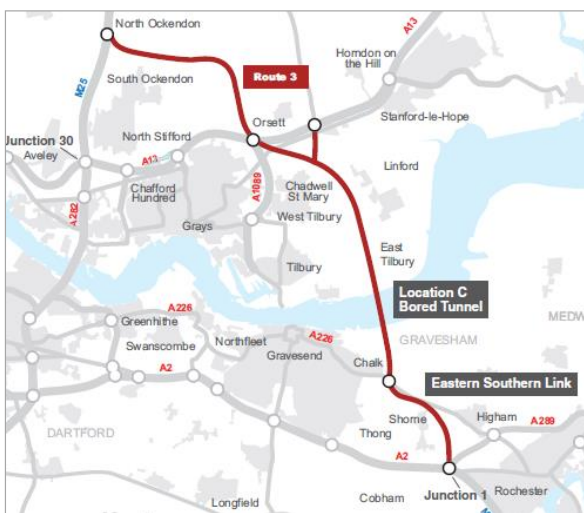 North Ockendon
A13
Horndon on
the Hill
M25
South Ockendon
Route 3
Stanford-le-Hope
Junction 30
Aveley
North Stifford
Orsett
A13
Linford
Chafford
Hundred
A1089
Chadwell
St Mary
A282
Grays
West Tilbury
East
Tilbury
Tilbury
Location C
Bored Tunnel
A226
Greenhithe
MEDW
Northfleet
A226
GRAVESHAM
Swanscombe
Gravesend
A2
Chalk
Eastern Southern Link
Shorne
Higham
A289
DARTFORD
Thong
A2
Rochester
Junction 1
Longfield
Cobham